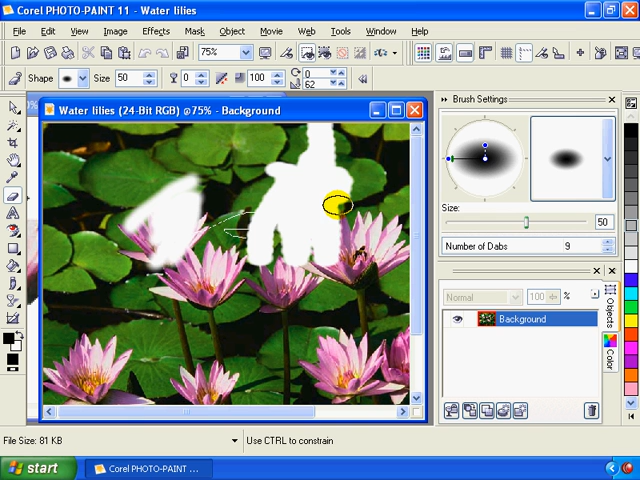 Corel PHOTO-PAINT 11 - Water lilies
File Edit View Image Effects Mask Object Movie Web Tools Window Help
75%
Shape Size 50 0 100 0
62
Water lilies (24-Bit RGB) @75% - Background
Brush Settings
Size:
50
Number of Dabs 9
Normal 100 %
Background
Objects
Color
File Size: 81 KB Use CTRL to constrain
start Corel PHOTO-PAINT ...